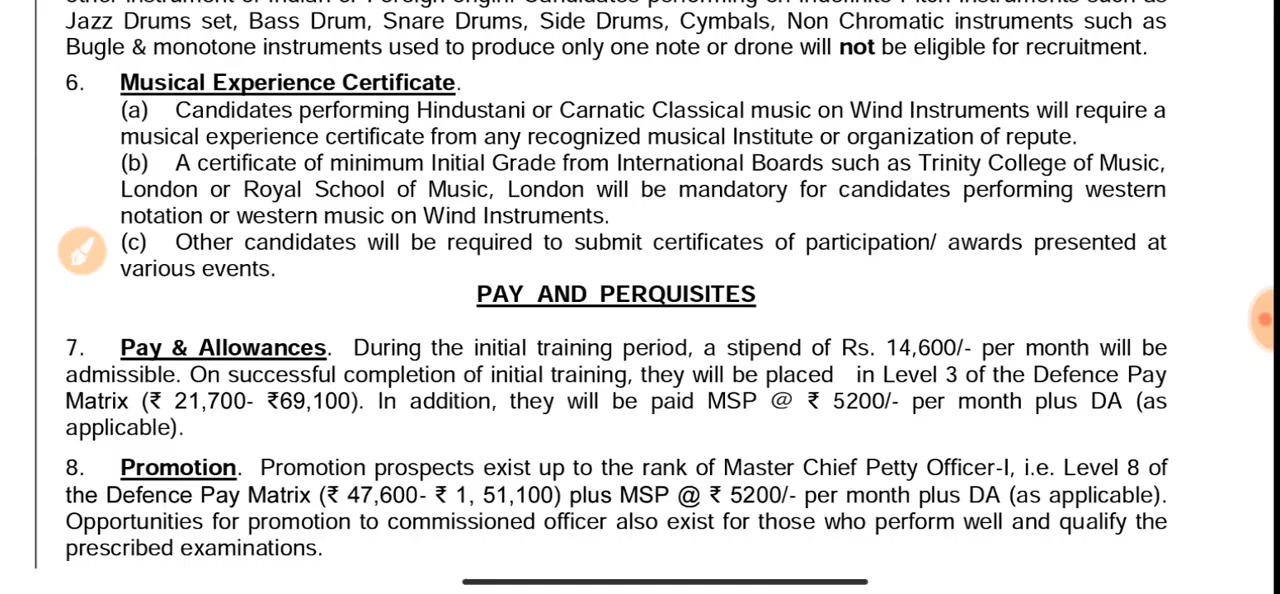 Jazz Drums set, Bass Drum, Snare Drums, Side Drums, Cymbals, Non Chromatic instruments such as
Bugle & monotone instruments used to produce only one note or drone will not be eligible for recruitment.
6. Musical Experience Certificate.
(a) Candidates performing Hindustani or Carnatic Classical music on Wind Instruments will require a
musical experience certificate from any recognized musical Institute or organization of repute.
(b) A certificate of minimum Initial Grade from International Boards such as Trinity College of Music,
London or Royal School of Music, London will be mandatory for candidates performing western
notation or western music on Wind Instruments.
(c) Other candidates will be required to submit certificates of participation/ awards presented at
various events.
PAY AND PERQUISITES
7. Pay & Allowances. During the initial training period, a stipend of Rs. 14,600/- per month will be
admissible. On successful completion of initial training, they will be placed in Level 3 of the Defence Pay
Matrix (₹ 21,700- ₹69,100). In addition, they will be paid MSP @ ₹ 5200/- per month plus DA (as
applicable).
8. Promotion. Promotion prospects exist up to the rank of Master Chief Petty Officer-I, i.e. Level 8 of
the Defence Pay Matrix (₹ 47,600- ₹ 1, 51,100) plus MSP @ ₹ 5200/- per month plus DA (as applicable).
Opportunities for promotion to commissioned officer also exist for those who perform well and qualify the
prescribed examinations.